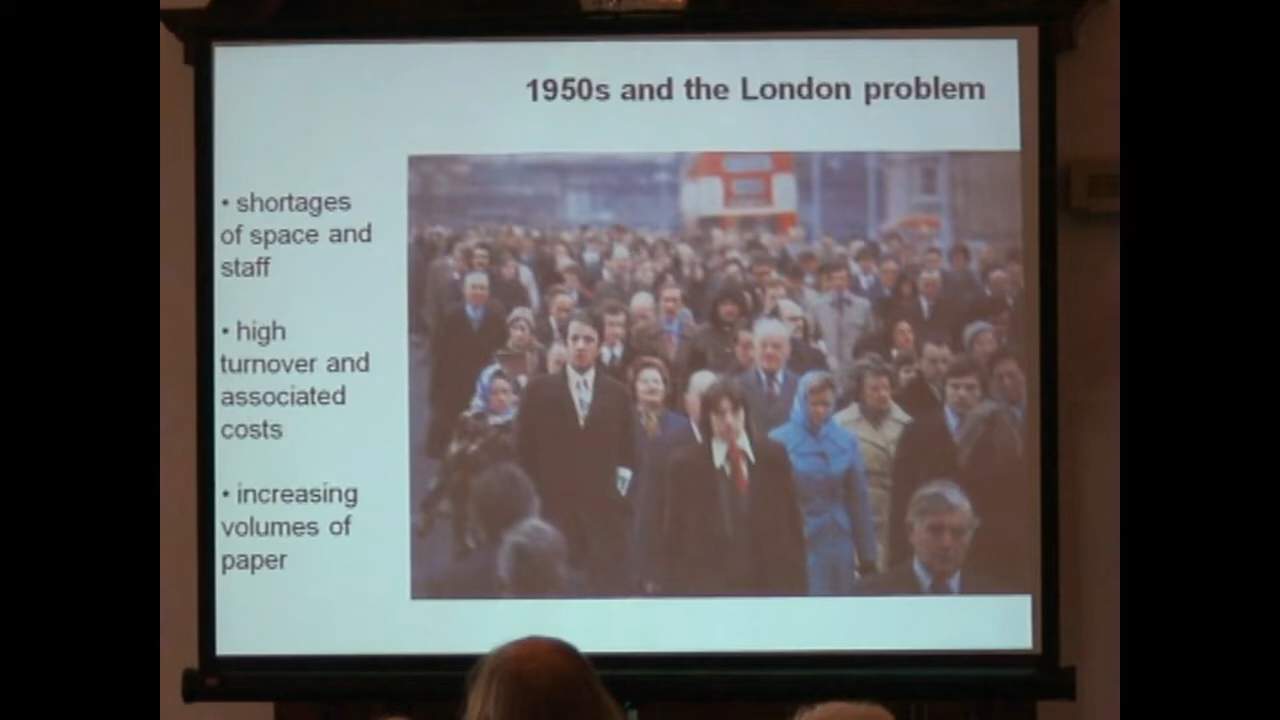 1950s and the London problem
• shortages
of space and
staff
• high
turnover and
associated
costs
• increasing
volumes of
paper